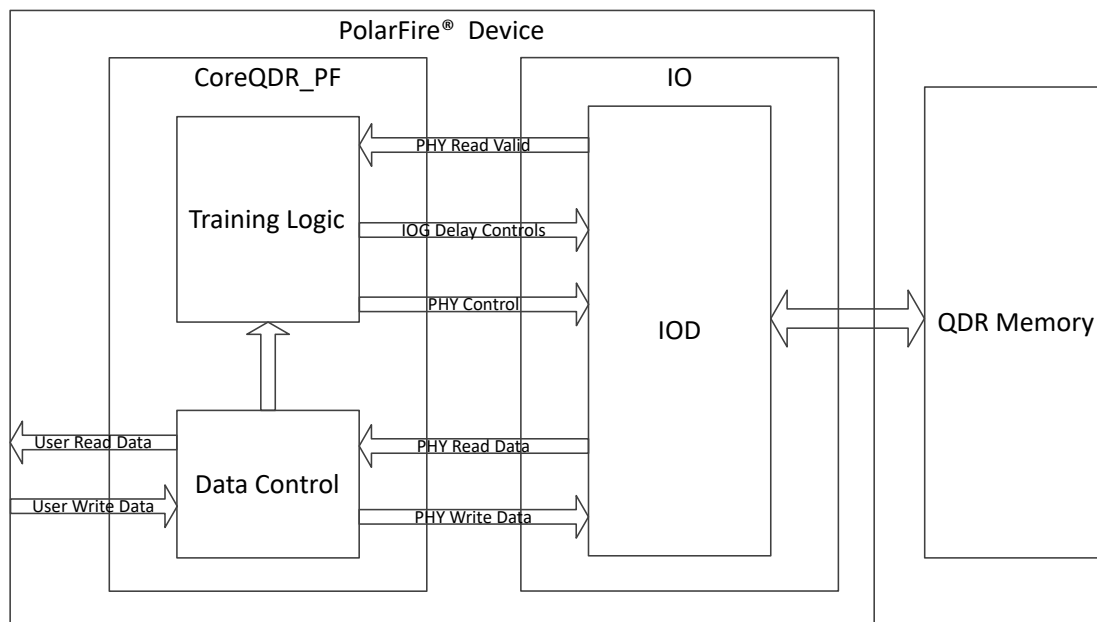 PolarFire® Device
CoreQDR_PF
IO
PHY Read Valid
Training Logic
IOG Delay Controls
PHY Control
IOD
QDR Memory
User Read Data
PHY Read Data
Data Control
User Write Data
PHY Write Data